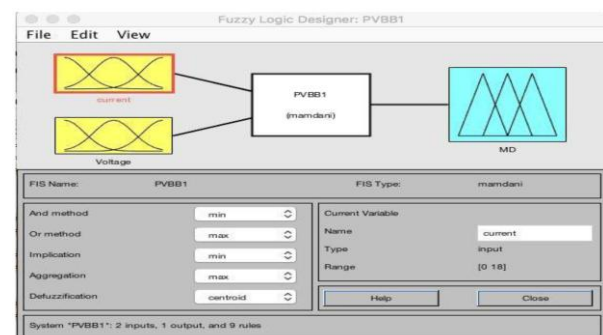 Fuzzy Logic Designer: PVBB1
File Edit View
current
PVBB1
(mamdani)
Voltage
MD
FIS Name: PVBB1 FIS Type: mamdani
And method min
Or method max
Implication min
Aggregation max
Defuzzification centroid
Current Variable
Name current
Type input
Range [0 18]
Help Close
System "PVBB1": 2 inputs, 1 output, and 9 rules